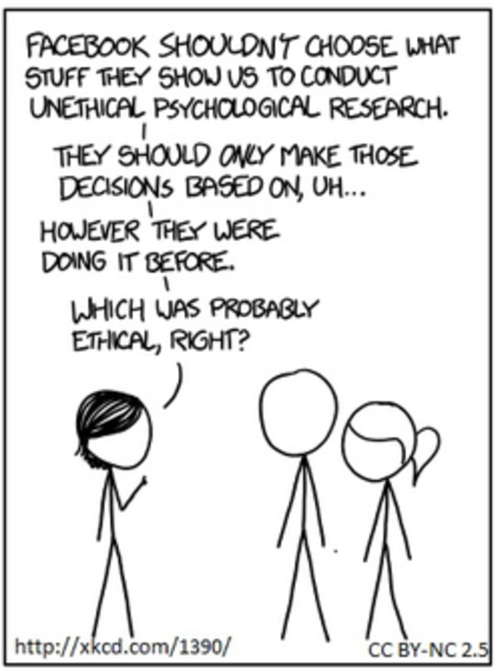 FACEBOOK SHOULDN'T CHOOSE WHAT
STUFF THEY SHOW US TO CONDUCT
UNETHICAL PSYCHOLOGICAL RESEARCH.
THEY SHOULD ONLY MAKE THOSE
DECISIONS BASED ON, UH...
HOWEVER THEY WERE
DOING IT BEFORE.
WHICH WAS PROBABLY
ETHICAL, RIGHT?
http://xkcd.com/1390/
CC BY-NC 2.5